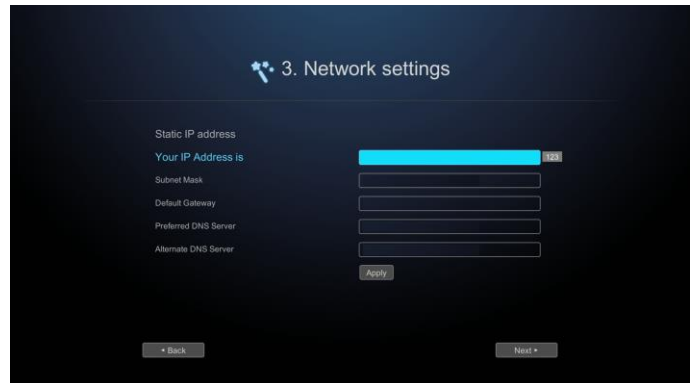 3. Network settings
Static IP address
Your IP Address is
123
Subnet Mask
Default Gateway
Preferred DNS Server
Alternate DNS Server
Apply
Back
Next